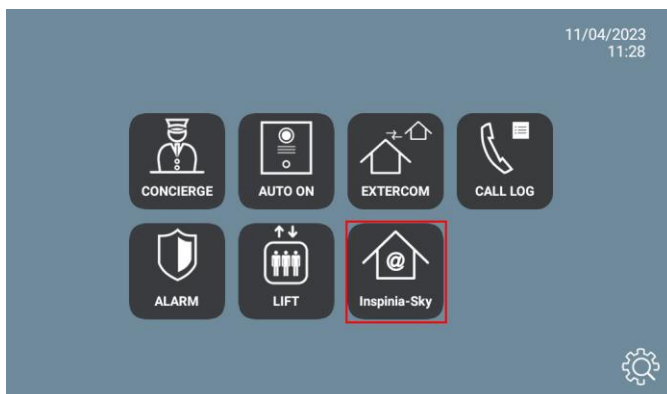 11/04/2023
11:28
CONCIERGE
AUTO ON
EXTERCOM
CALL LOG
ALARM
LIFT
@
Inspinia-Sky